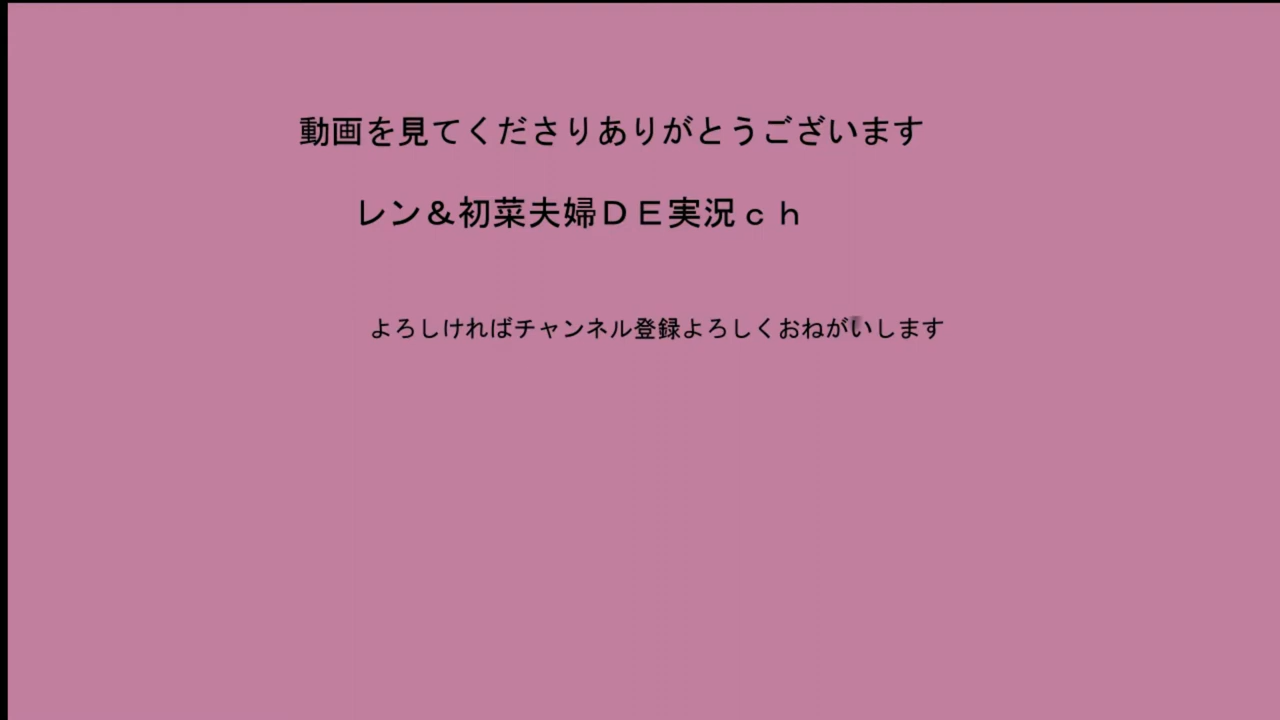 動画を見てくださりありがとうございます
レン＆初菜夫婦ＤＥ実況ｃｈ
よろしければチャンネル登録よろしくおねがいします